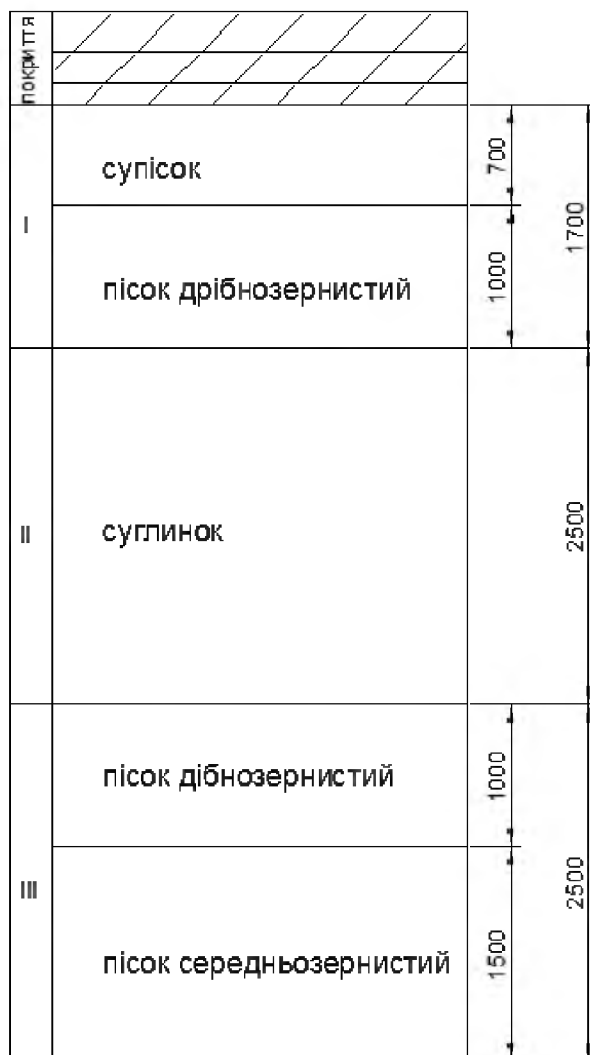 покриття
супісок
700
I
1700
пісок дрібнозернистий
1000
II
суглинок
2500
пісок дібнозернистий
1000
III
2500
пісок середньозернистий
1500